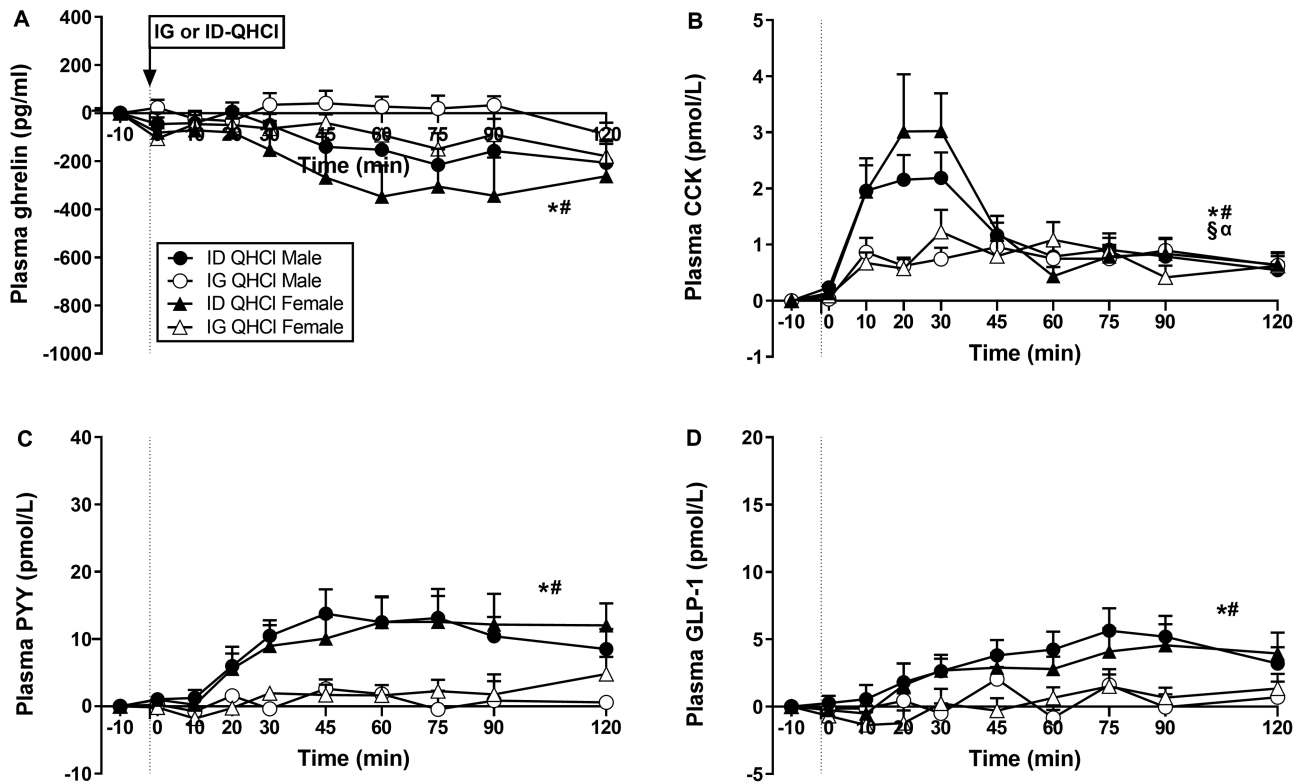 A
Plasma ghrelin (pg/ml)
400
200
0
-200
-400
-600
-800
-1000
IG or ID-QHCl
-10 0 10 20 30 45 60 75 90 120
Time (min)
*#
ID QHCl Male
IG QHCl Male
ID QHCl Female
IG QHCl Female
B
Plasma CCK (pmol/L)
5
4
3
2
1
0
-1
-10 0 10 20 30 45 60 75 90 120
Time (min)
*#
§α
C
Plasma PYY (pmol/L)
40
30
20
10
0
-10
-10 0 10 20 30 45 60 75 90 120
Time (min)
*#
D
Plasma GLP-1 (pmol/L)
20
15
10
5
0
-5
-10 0 10 20 30 45 60 75 90 120
Time (min)
*#